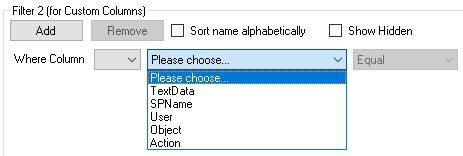 Filter 2 (for Custom Columns)
Add Remove Sort name alphabetically Show Hidden
Where Column Please choose... Equal
Please choose...
TextData
SPName
User
Object
Action